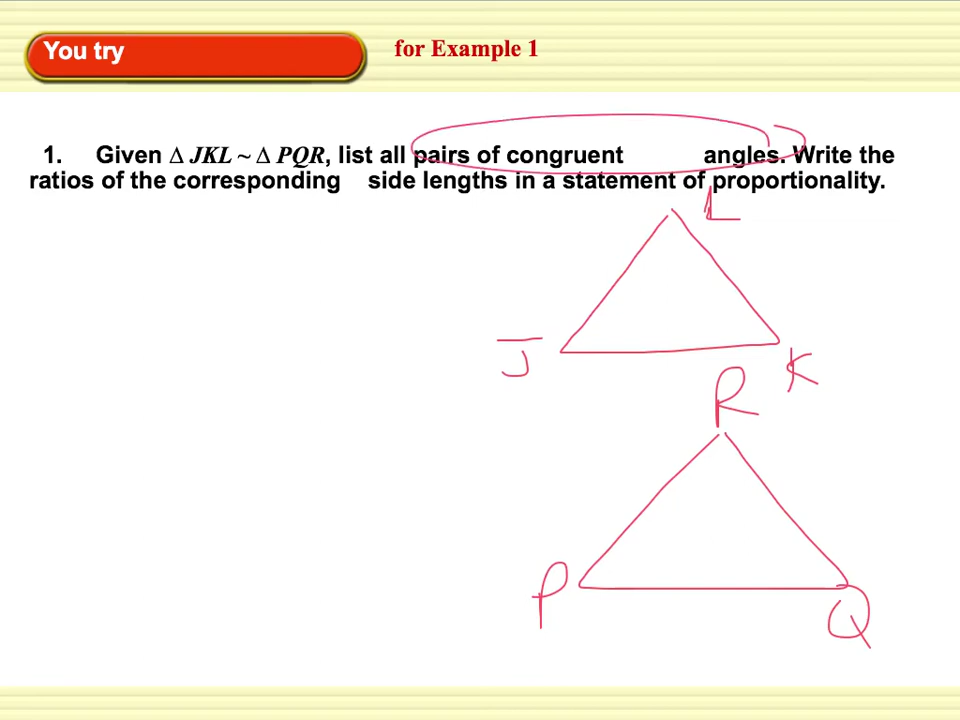 You try
for Example 1
1. Given Δ JKL ~ Δ PQR, list all pairs of congruent angles. Write the
ratios of the corresponding side lengths in a statement of proportionality.
L
J
K
R
P
Q